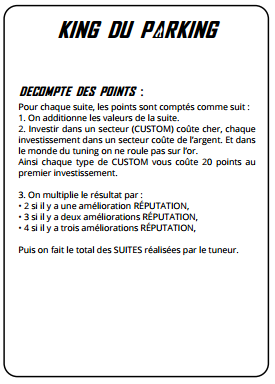 KING DU PARKING
DECOMPTE DES POINTS :
Pour chaque suite, les points sont comptés comme suit :
1. On additionne les valeurs de la suite.
2. Investir dans un secteur (CUSTOM) coûte cher, chaque
investissement dans un secteur coûte de l'argent. Et dans
le monde du tuning on ne roule pas sur l'or.
Ainsi chaque type de CUSTOM vous coûte 20 points au
premier investissement.
3. On multiplie le résultat par :
• 2 si il y a une amélioration RÉPUTATION,
• 3 si il y a deux améliorations RÉPUTATION,
• 4 si il y a trois améliorations RÉPUTATION,
Puis on fait le total des SUITES réalisées par le tuneur.